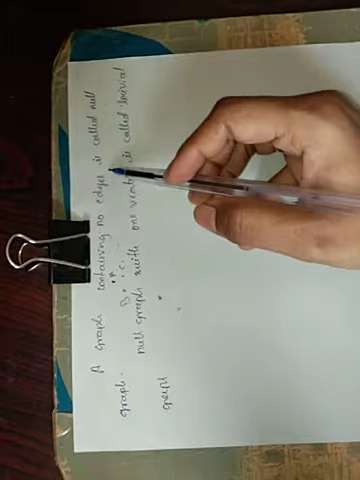 A graph containing no edges is called null
graph.
•A
B• •C
null graph with one vertex is called trivial
graph •